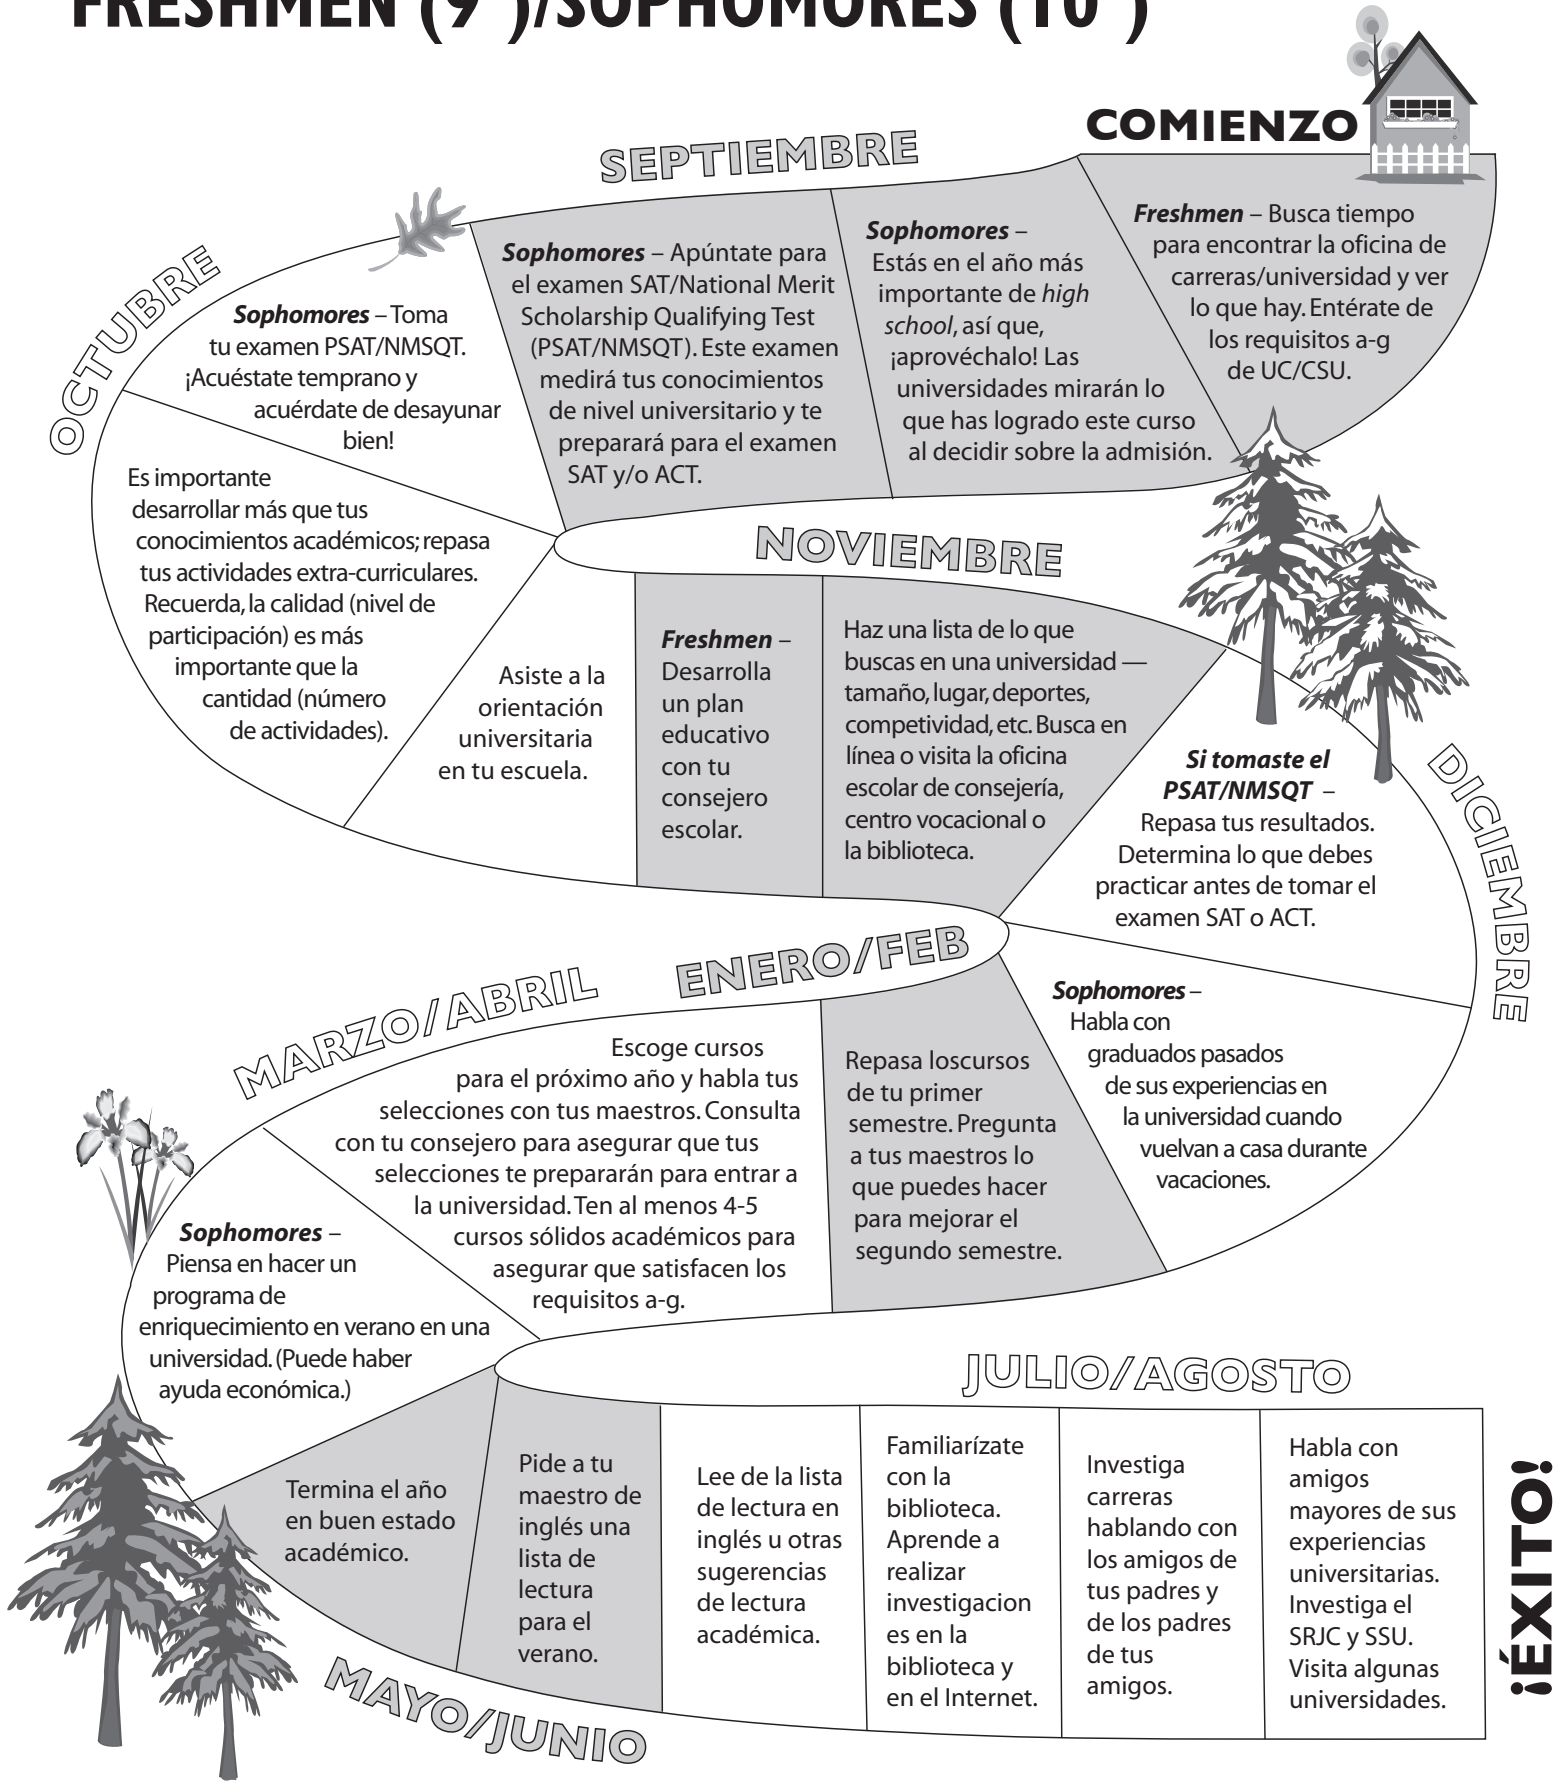 FRESHMEN (9 )/SOPHOMORES (10 )
COMIENZO
SEPTIEMBRE
Freshmen – Busca tiempo
para encontrar la oficina de
carreras/universidad y ver
lo que hay. Entérate de
los requisitos a-g
de UC/CSU.
Sophomores –
Estás en el año más
importante de high
school, así que,
¡aprovéchalo! Las
universidades mirarán lo
que has logrado este curso
al decidir sobre la admisión.
Sophomores – Apúntate para
el examen SAT/National Merit
Scholarship Qualifying Test
(PSAT/NMSQT). Este examen
medirá tus conocimientos
de nivel universitario y te
preparará para el examen
SAT y/o ACT.
OCTUBRE
Sophomores – Toma
tu examen PSAT/NMSQT.
¡Acuéstate temprano y
acuérdate de desayunar
bien!
Es importante
desarrollar más que tus
conocimientos académicos; repasa
tus actividades extra-curriculares.
Recuerda, la calidad (nivel de
participación) es más
importante que la
cantidad (número
de actividades).
Asiste a la
orientación
universitaria
en tu escuela.
NOVIEMBRE
Freshmen –
Desarrolla
un plan
educativo
con tu
consejero
escolar.
Haz una lista de lo que
buscas en una universidad —
tamaño, lugar, deportes,
competividad, etc. Busca en
línea o visita la oficina
escolar de consejería,
centro vocacional o
la biblioteca.
DICIEMBRE
Si tomaste el
PSAT/NMSQT –
Repasa tus resultados.
Determina lo que debes
practicar antes de tomar el
examen SAT o ACT.
Sophomores –
Habla con
graduados pasados
de sus experiencias en
la universidad cuando
vuelvan a casa durante
vacaciones.
ENERO/FEB
Repasa loscursos
de tu primer
semestre. Pregunta
a tus maestros lo
que puedes hacer
para mejorar el
segundo semestre.
MARZO/ABRIL
Escoge cursos
para el próximo año y habla tus
selecciones con tus maestros. Consulta
con tu consejero para asegurar que tus
selecciones te prepararán para entrar a
la universidad. Ten al menos 4-5
cursos sólidos académicos para
asegurar que satisfacen los
requisitos a-g.
Sophomores –
Piensa en hacer un
programa de
enriquecimiento en verano en una
universidad. (Puede haber
ayuda económica.)
MAYO/JUNIO
Termina el año
en buen estado
académico.
Pide a tu
maestro de
inglés una
lista de
lectura
para el
verano.
JULIO/AGOSTO
Lee de la lista
de lectura en
inglés u otras
sugerencias
de lectura
académica.
Familiarízate
con la
biblioteca.
Aprende a
realizar
investigacion
es en la
biblioteca y
en el Internet.
Investiga
carreras
hablando con
los amigos de
tus padres y
de los padres
de tus
amigos.
Habla con
amigos
mayores de sus
experiencias
universitarias.
Investiga el
SRJC y SSU.
Visita algunas
universidades.
¡ÉXITO!